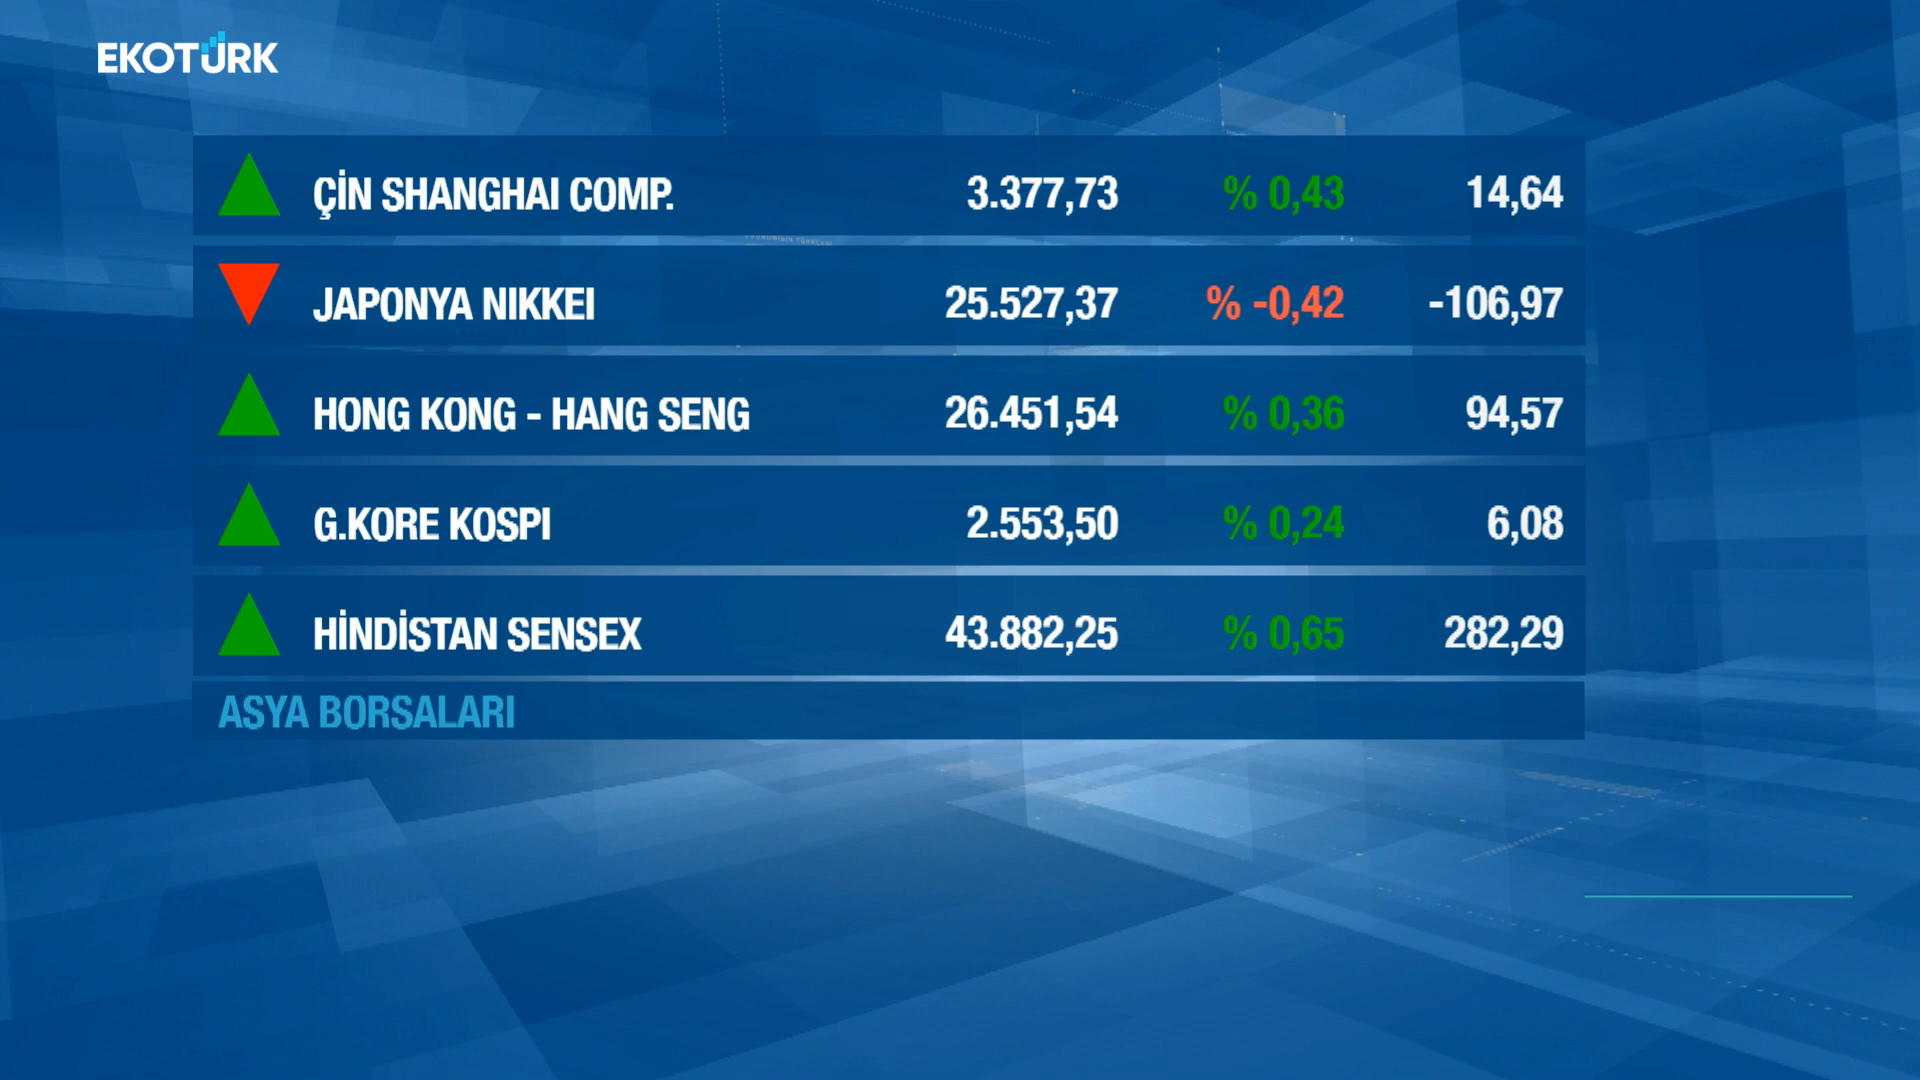 EKOTÜRK
ÇİN SHANGHAI COMP. 3.377,73 % 0,43 14,64
JAPONYA NIKKEI 25.527,37 % -0,42 -106,97
HONG KONG - HANG SENG 26.451,54 % 0,36 94,57
G.KORE KOSPI 2.553,50 % 0,24 6,08
HİNDİSTAN SENSEX 43.882,25 % 0,65 282,29
ASYA BORSALARI